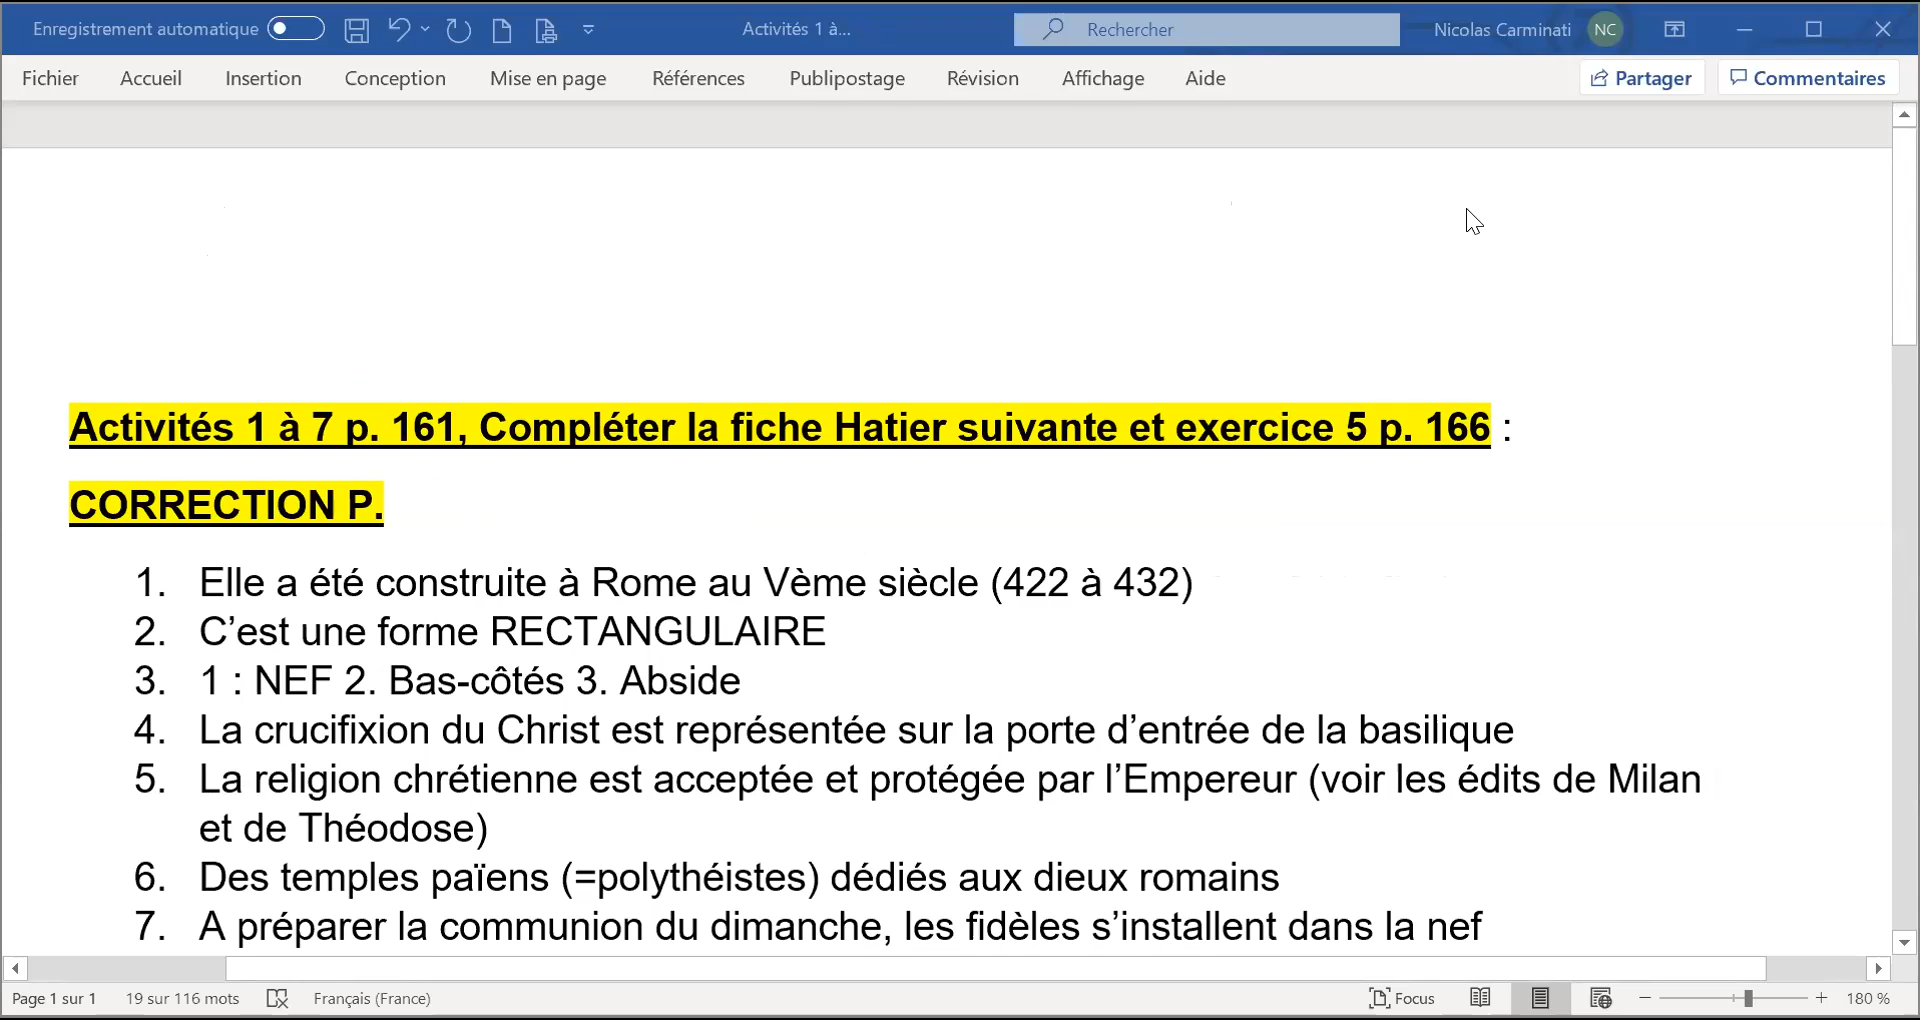 Enregistrement automatique Activités 1 à... Rechercher Nicolas Carminati NC
Fichier Accueil Insertion Conception Mise en page Références Publipostage Révision Affichage Aide Partager Commentaires
Activités 1 à 7 p. 161, Compléter la fiche Hatier suivante et exercice 5 p. 166 :
CORRECTION P.
1. Elle a été construite à Rome au Vème siècle (422 à 432)
2. C’est une forme RECTANGULAIRE
3. 1 : NEF 2. Bas-côtés 3. Abside
4. La crucifixion du Christ est représentée sur la porte d’entrée de la basilique
5. La religion chrétienne est acceptée et protégée par l’Empereur (voir les édits de Milan
et de Théodose)
6. Des temples païens (=polythéistes) dédiés aux dieux romains
7. A préparer la communion du dimanche, les fidèles s’installent dans la nef
Page 1 sur 1 19 sur 116 mots Français (France) Focus 180 %